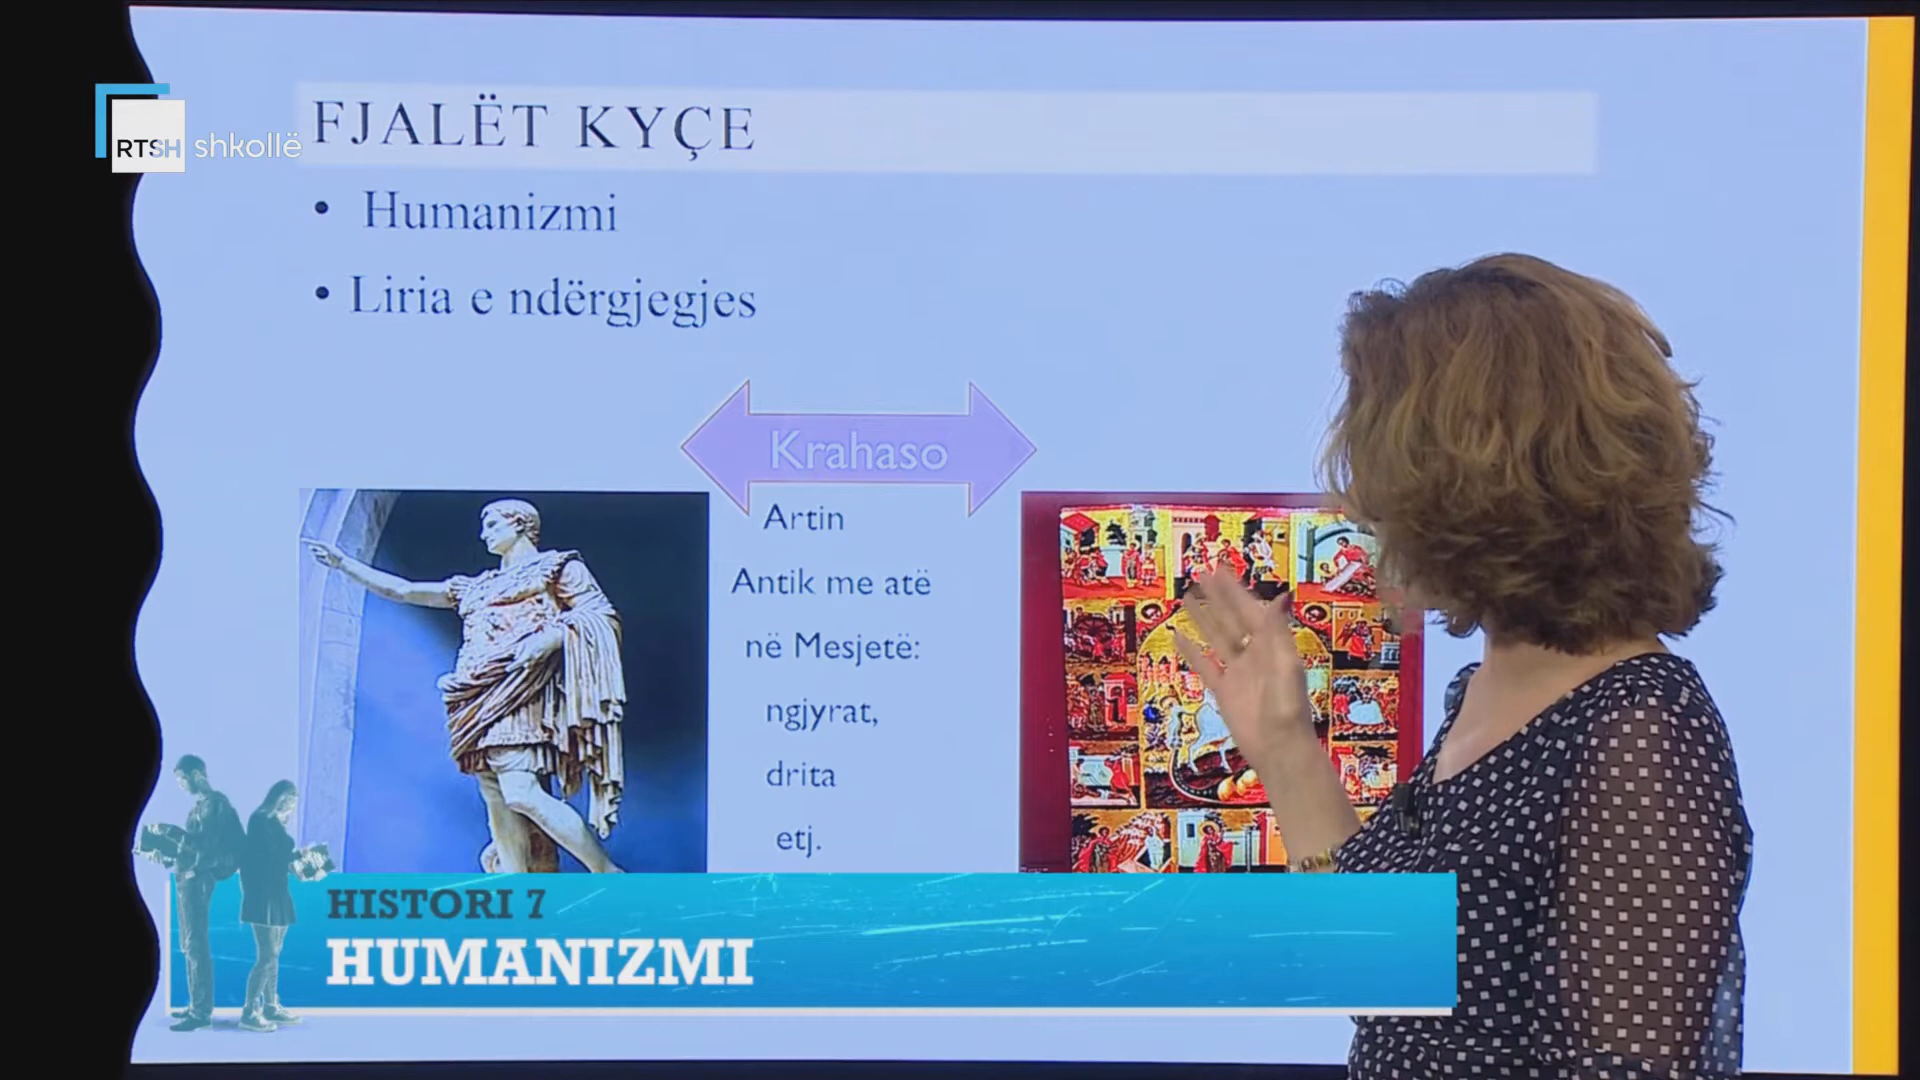 RTSH shkollë
FJALËT KYÇE
• Humanizmi
• Liria e ndërgjegjes
Krahaso
Artin
Antik me atë
në Mesjetë:
ngjyrat,
drita
etj.
HISTORI 7
HUMANIZMI